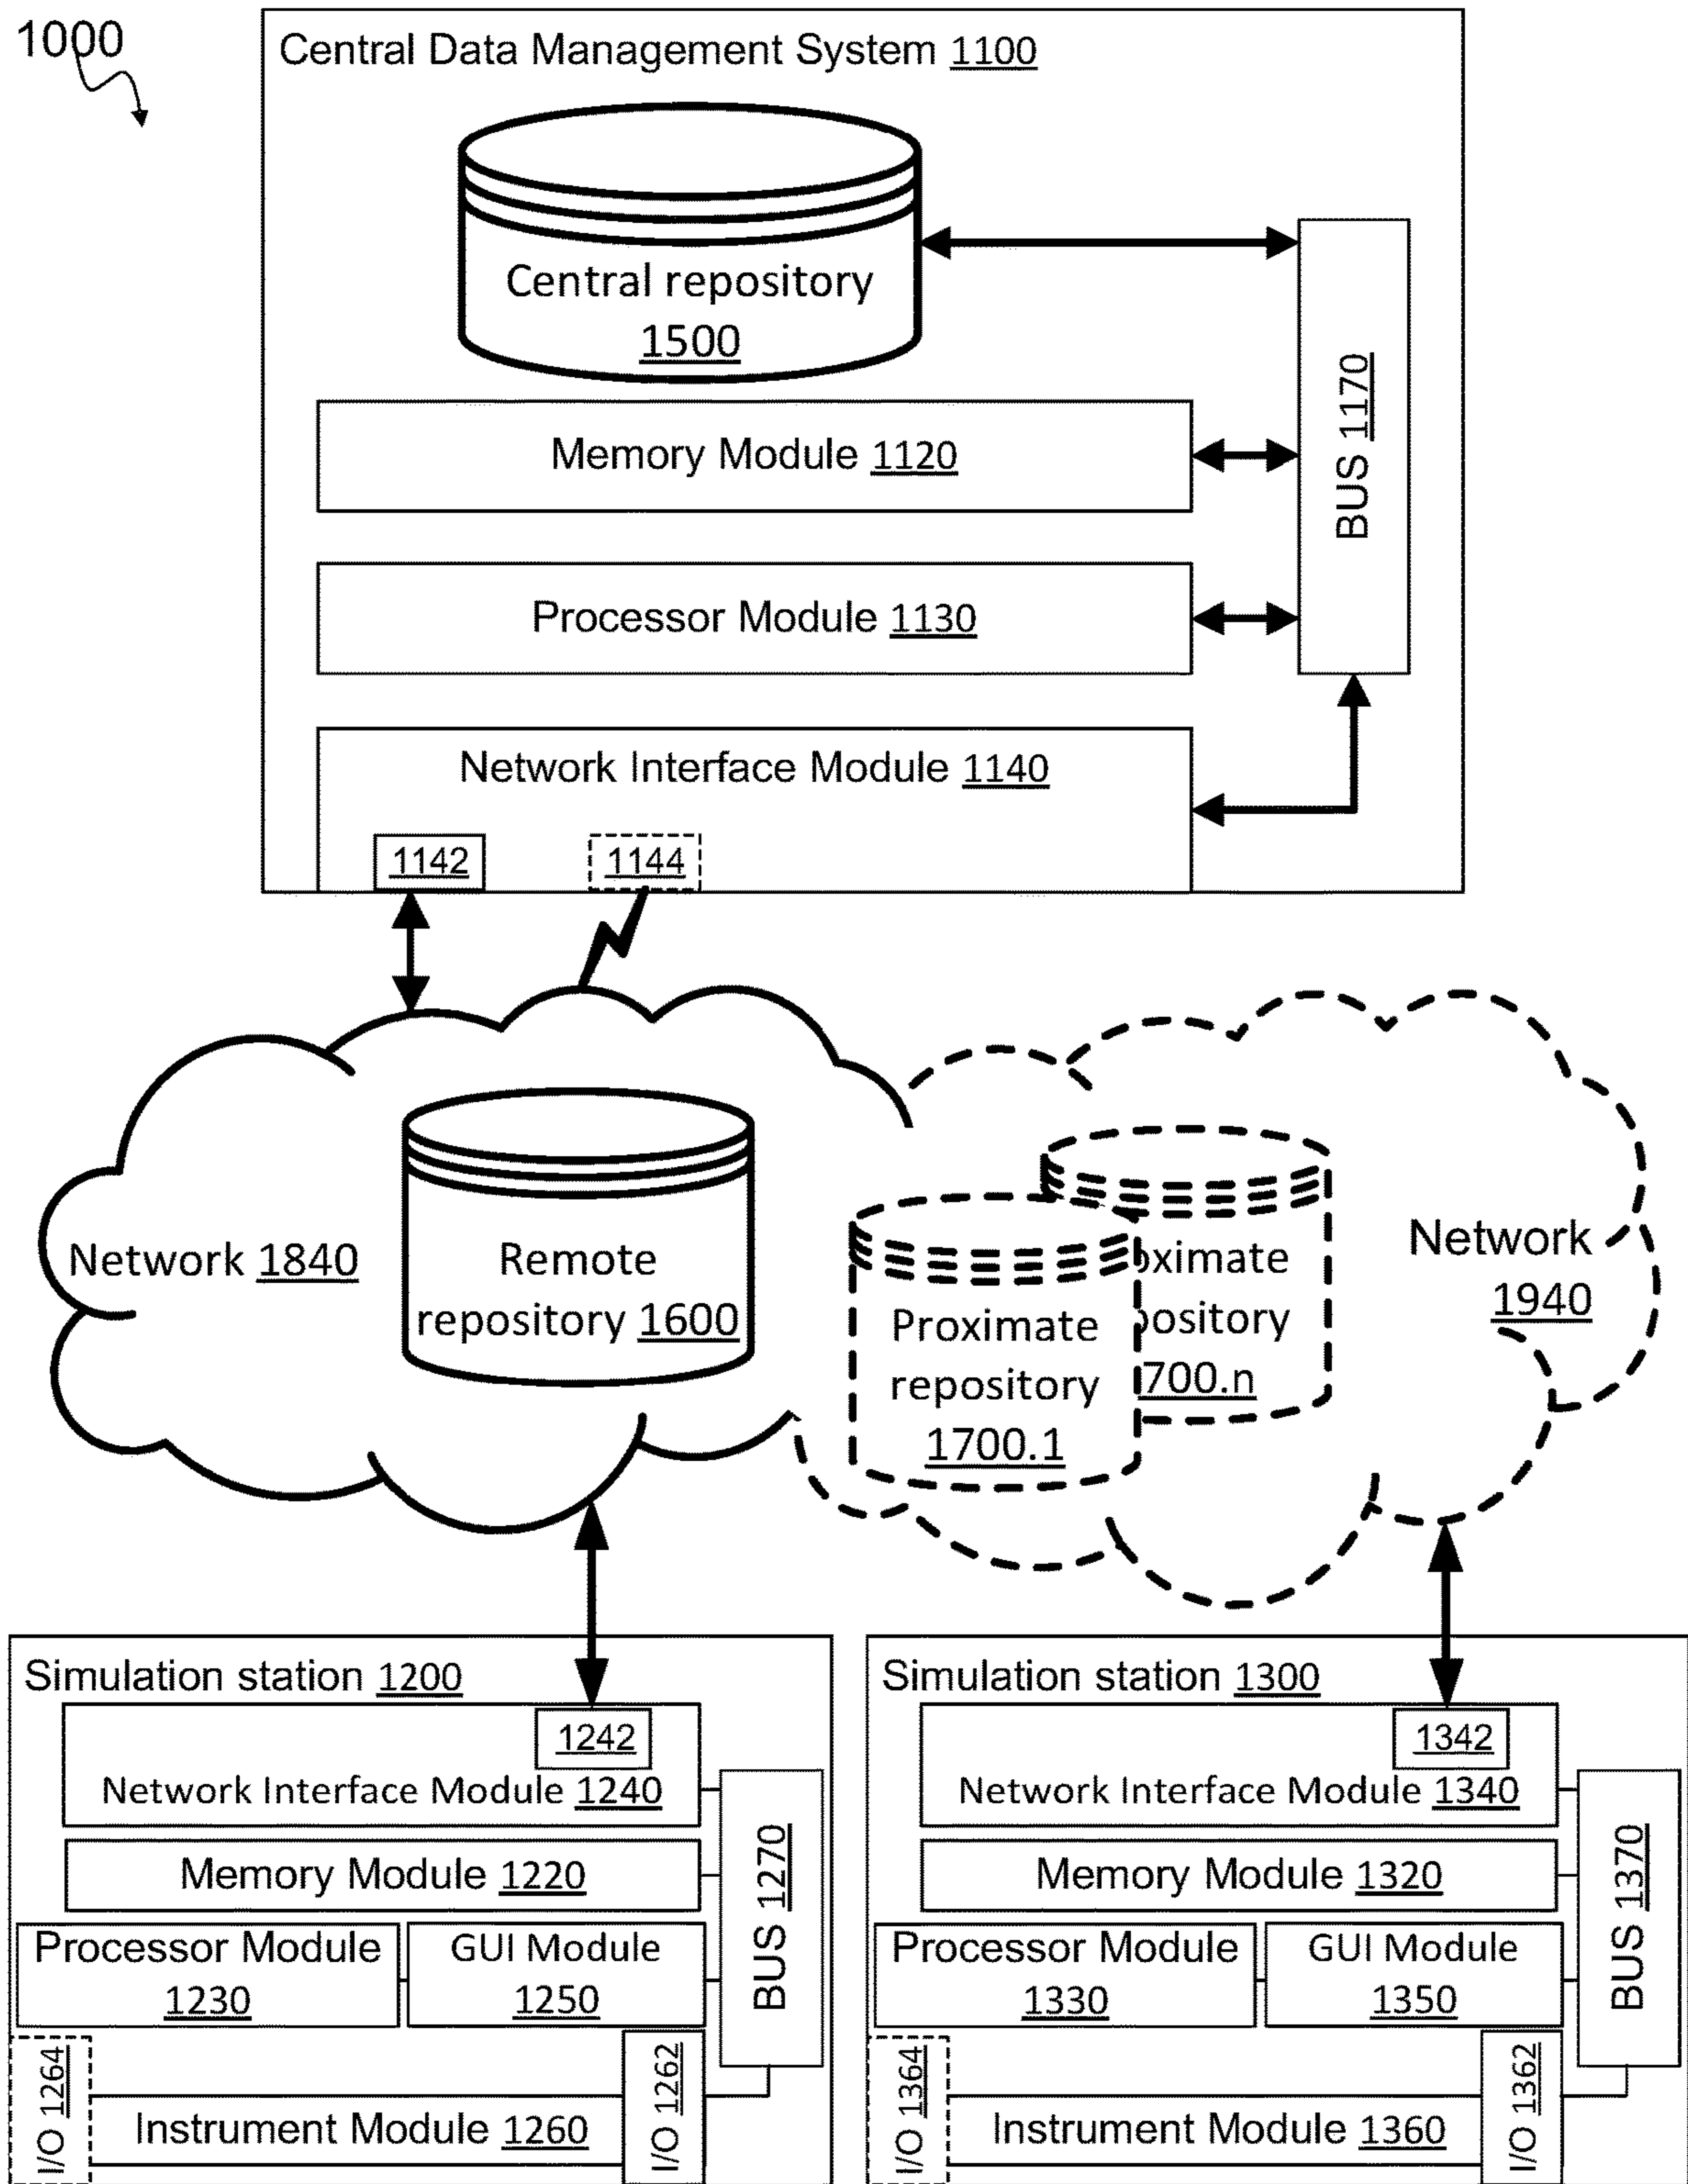 1000
Central Data Management System 1100
Central repository
1500
BUS 1170
Memory Module 1120
Processor Module 1130
Network Interface Module 1140
1142
1144
Network 1840
Remote
repository 1600
Proximate
repository
1700.1
oximate
pository
700.n
Network
1940
Simulation station 1200
1242
Network Interface Module 1240
Memory Module 1220
Processor Module
1230
GUI Module
1250
BUS 1270
I/O 1264
Instrument Module 1260
I/O 1262
Simulation station 1300
1342
Network Interface Module 1340
Memory Module 1320
Processor Module
1330
GUI Module
1350
BUS 1370
I/O 1364
Instrument Module 1360
I/O 1362